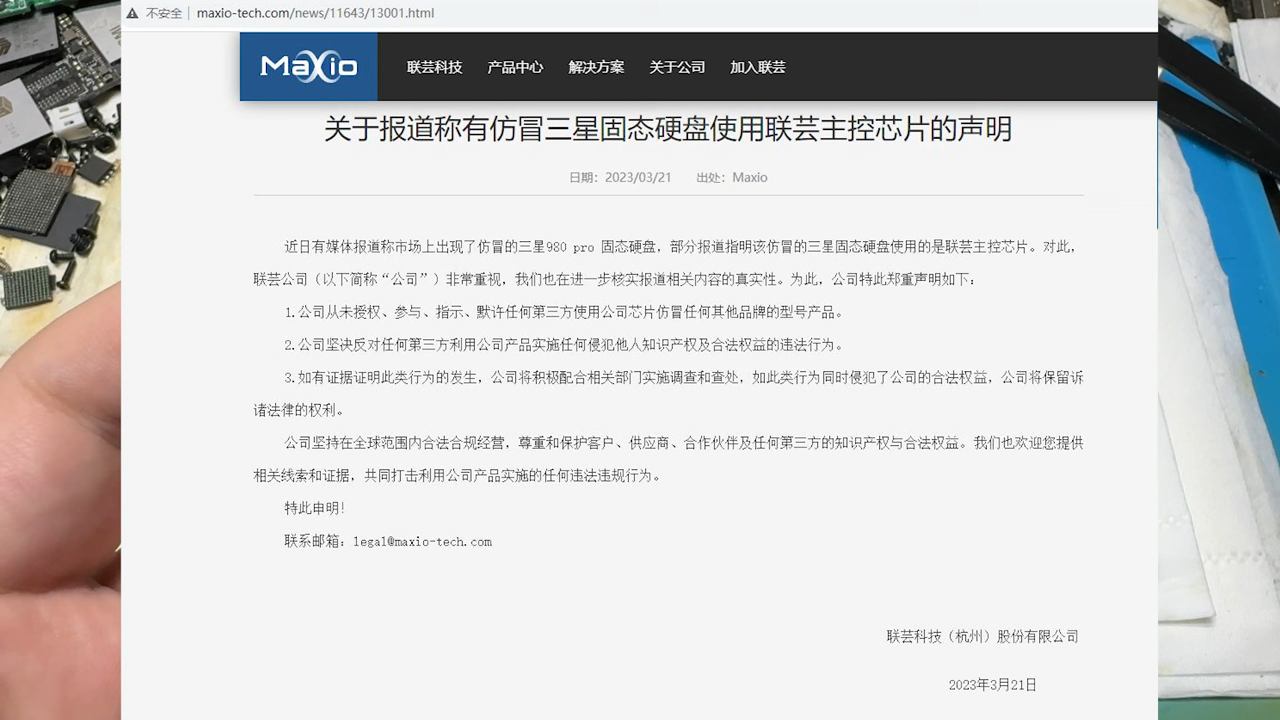 不安全 maxio-tech.com/news/11643/13001.html
Maxio 联芸科技 产品中心 解决方案 关于公司 加入联芸
关于报道称有仿冒三星固态硬盘使用联芸主控芯片的声明
日期：2023/03/21 出处：Maxio
近日有媒体报道称市场上出现了仿冒的三星980 pro 固态硬盘，部分报道指明该仿冒的三星固态硬盘使用的是联芸主控芯片。对此，
联芸公司（以下简称“公司”）非常重视，我们也在进一步核实报道相关内容的真实性。为此，公司特此郑重声明如下：
1.公司从未授权、参与、指示、默许任何第三方使用公司芯片仿冒任何其他品牌的型号产品。
2.公司坚决反对任何第三方利用公司产品实施任何侵犯他人知识产权及合法权益的违法行为。
3.如有证据证明此类行为的发生，公司将积极配合相关部门实施调查和查处，如此类行为同时侵犯了公司的合法权益，公司将保留诉
诸法律的权利。
公司坚持在全球范围内合法合规经营，尊重和保护客户、供应商、合作伙伴及任何第三方的知识产权与合法权益。我们也欢迎您提供
相关线索和证据，共同打击利用公司产品实施的任何违法违规行为。
特此申明!
联系邮箱：legal@maxio-tech.com
联芸科技（杭州）股份有限公司
2023年3月21日